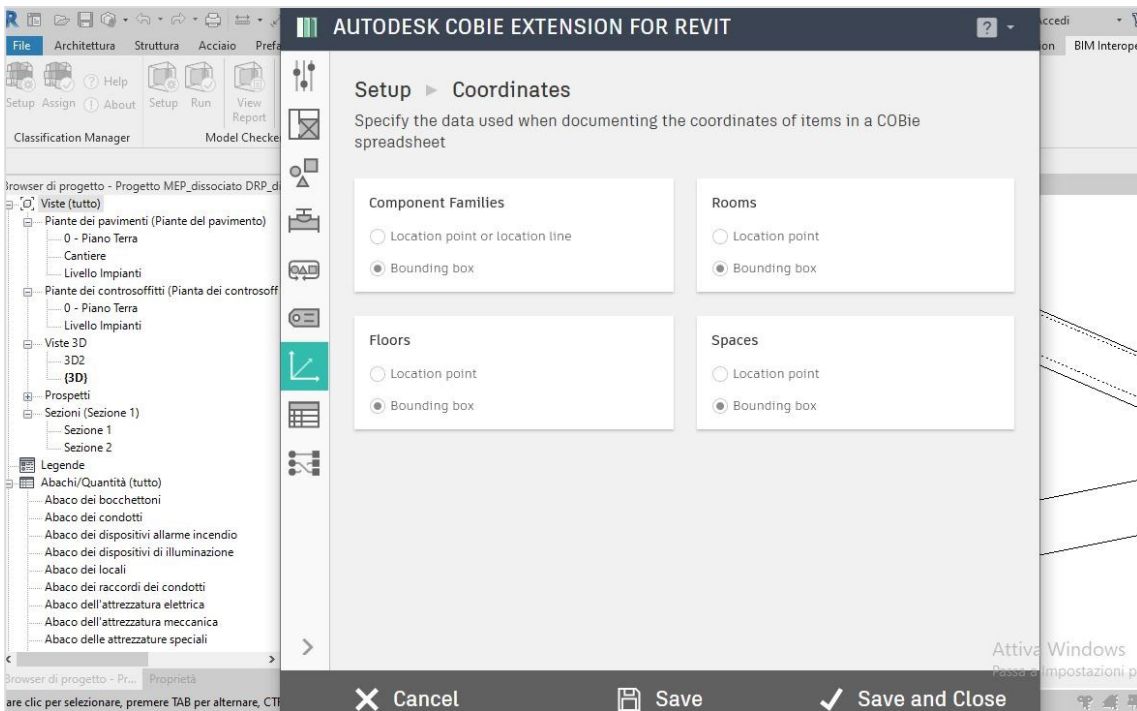 AUTODESK COBIE EXTENSION FOR REVIT
?
Accedi
File Architettura Struttura Acciaio
BIM
Help
Setup Assign About Setup Run View
Report
Classification Manager Model
Browser di progetto - Progetto MEP_dissociato
Viste (tutto)
Piante dei pavimenti (Piante del pavimento)
0 - Piano Terra
Cantiere
Livello Impianti
Piante dei controsoffitti (Pianta dei
0 - Piano Terra
Livello Impianti
Viste 3D
3D2
{3D}
Prospetti
Sezioni (Sezione 1)
Sezione 1
Sezione 2
Legende
Abachi/Quantità (tutto)
Abaco dei bocchettoni
Abaco dei condotti
Abaco dei dispositivi allarme incendio
Abaco dei dispositivi di illuminazione
Abaco dei locali
Abaco dei raccordi dei condotti
Abaco dell'attrezzatura elettrica
Abaco dell'attrezzatura meccanica
Abaco delle attrezzature speciali
Browser di progetto - Pr... Proprietà
are clic per selezionare, premere TAB per alternare,
Setup Coordinates
Specify the data used when documenting the coordinates of items in a COBie
spreadsheet
Component Families
Location point or location line
Bounding box
Rooms
Location point
Bounding box
Floors
Location point
Bounding box
Spaces
Location point
Bounding box
Attiva Windows
Passa a Impostazioni
Cancel Save Save and Close